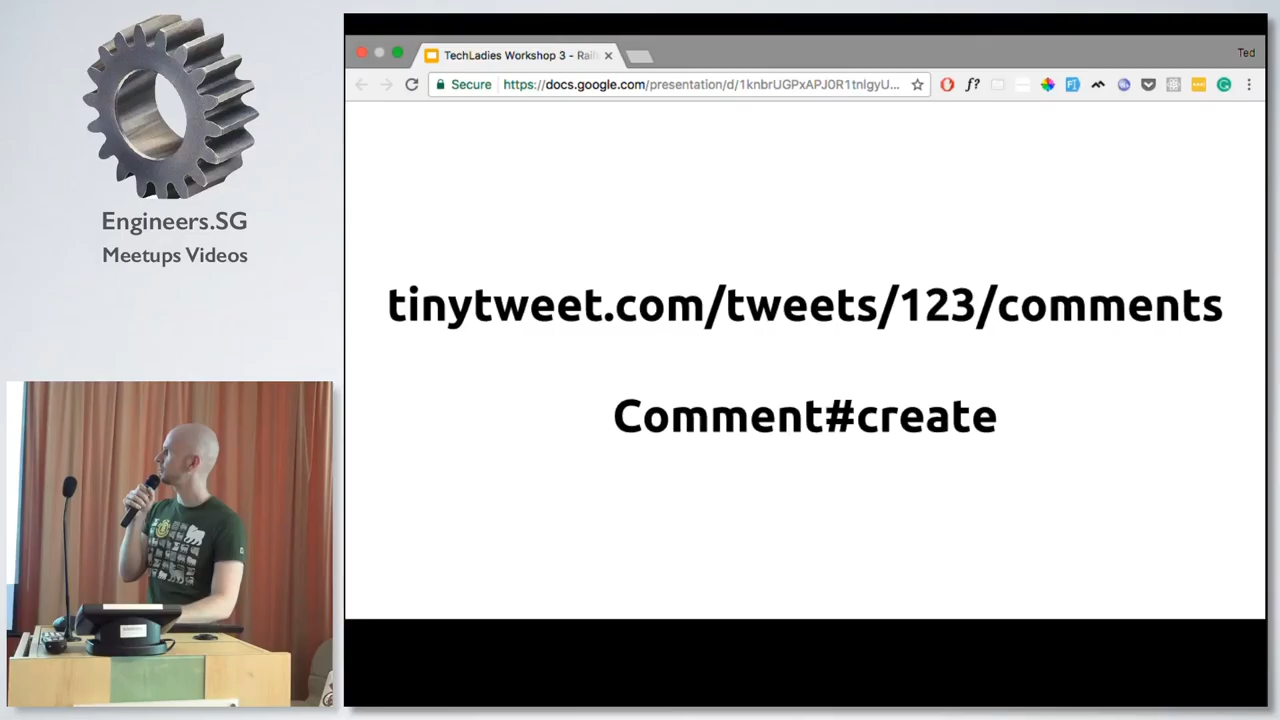 Engineers.SG
Meetups Videos
TechLadies Workshop 3 - Rail
Ted
Secure
https://docs.google.com/presentation/d/1knbrUGPxAPJ0R1tnlgyU...
f?
tinytweet.com/tweets/123/comments
Comment#create